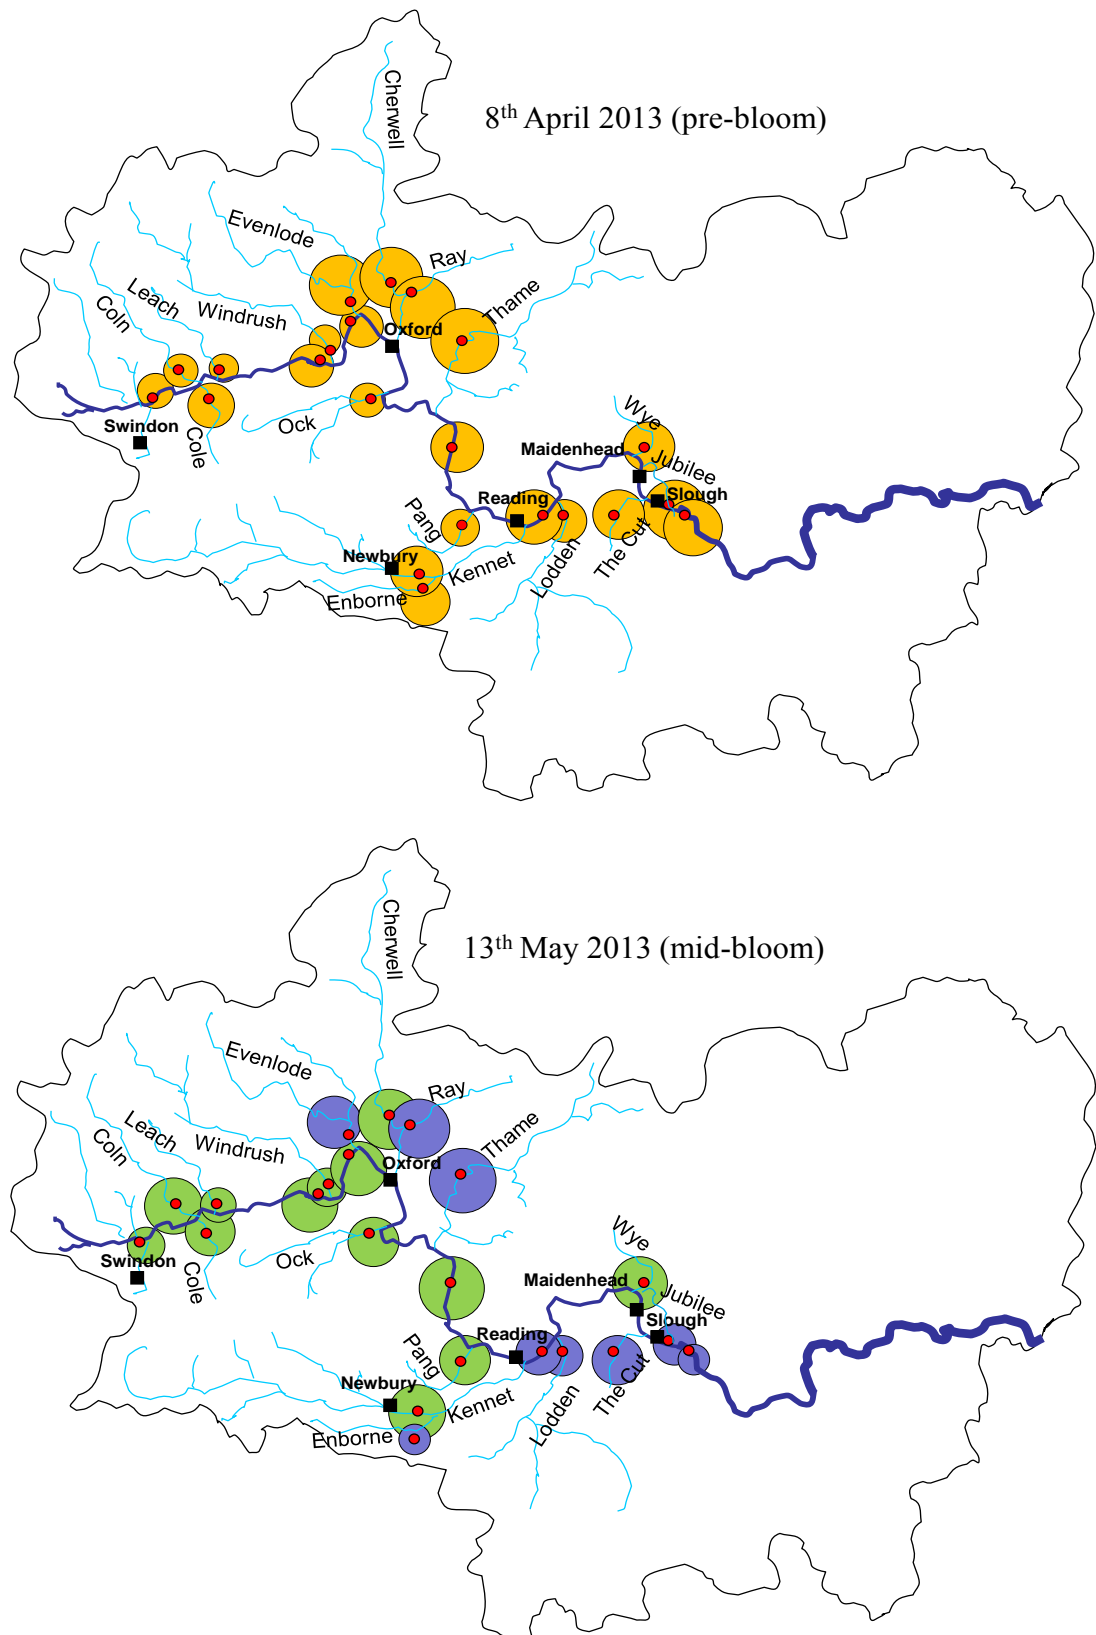 Cherwell
8th April 2013 (pre-bloom)
Evenlode
Ray
Leach
Thame
Coln
Windrush
Oxford
Wye
Ock
Swindon
Cole
Maidenhead
Jubilee
Reading
Slough
Pang
The Cut
Newbury
Kennet
Lodden
Enborne
Cherwell
13th May 2013 (mid-bloom)
Evenlode
Ray
Leach
Thame
Coln
Windrush
Oxford
Wye
Ock
Swindon
Cole
Maidenhead
Jubilee
Slough
Reading
Pang
The Cut
Newbury
Kennet
Lodden
Enborne